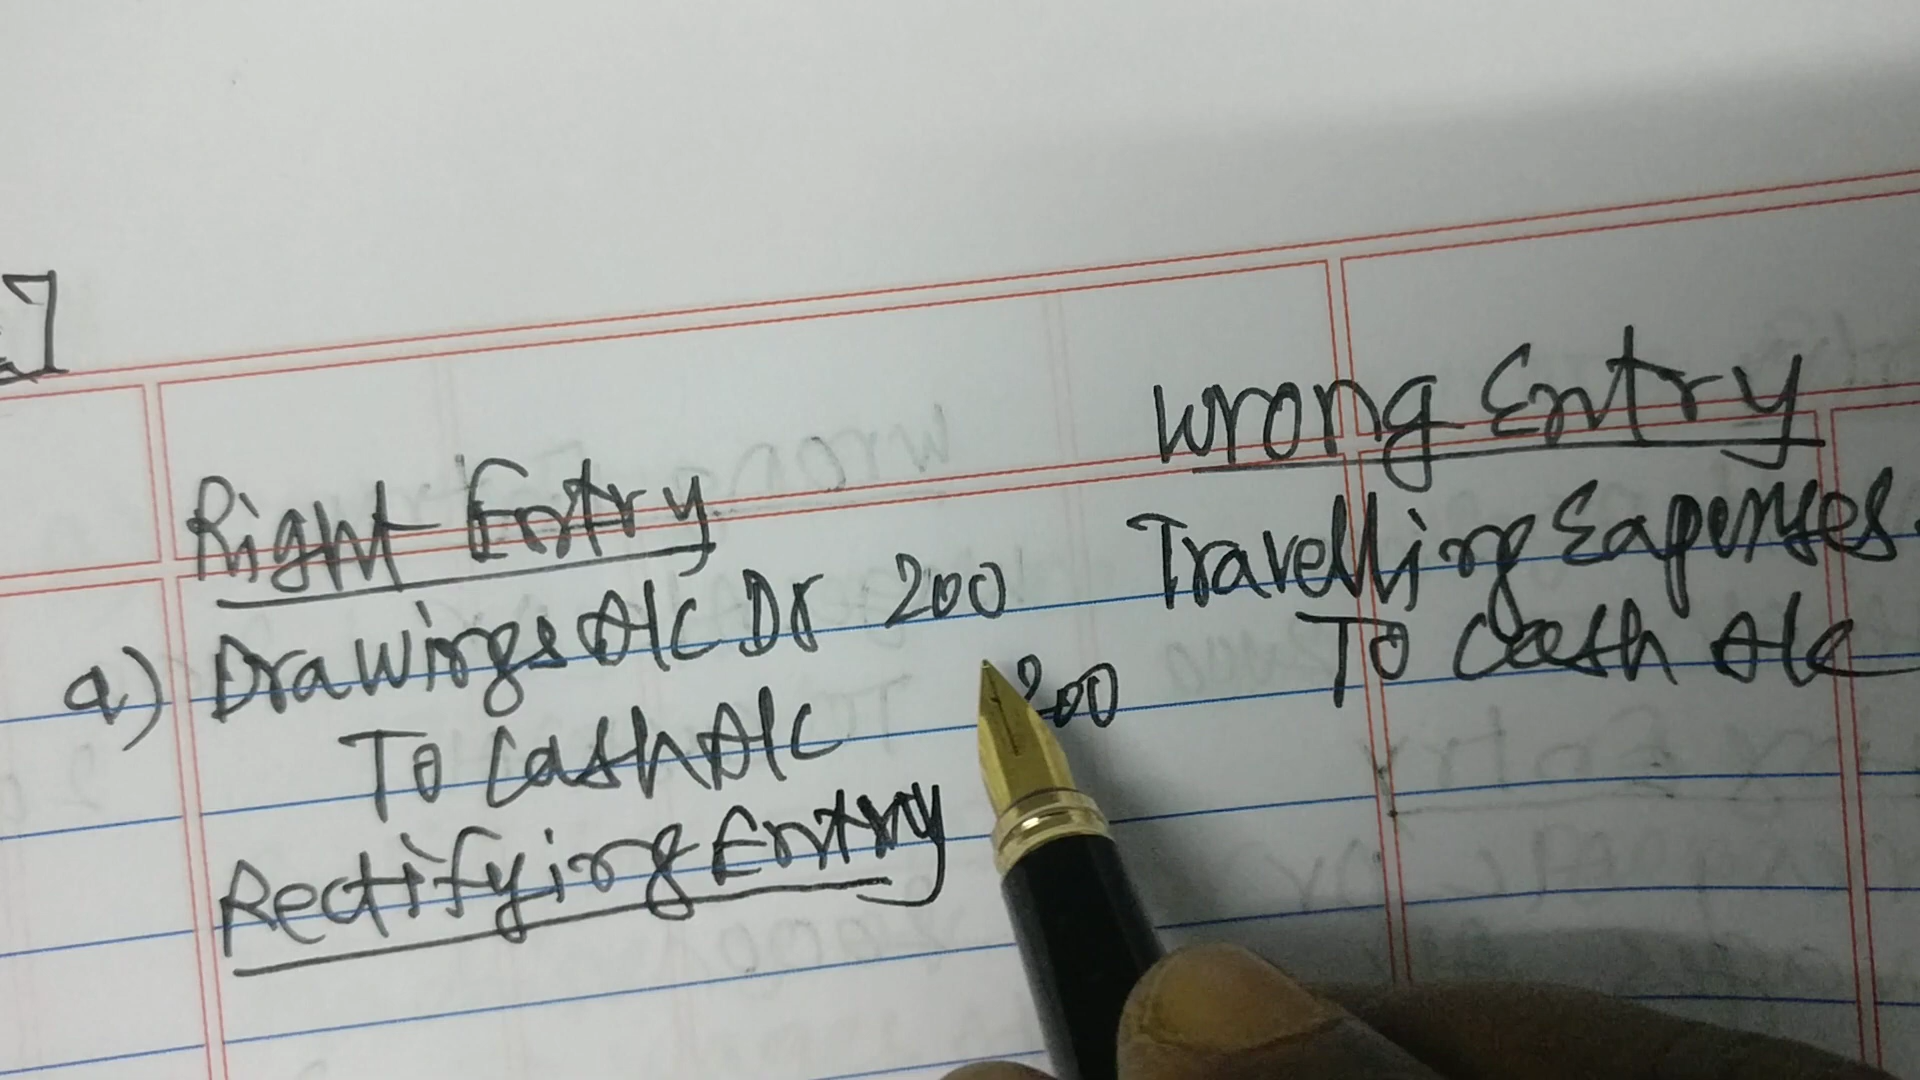 Right Entry
a) Drawings A/c Dr 200
To Cash A/c 200
Rectifying Entry
Wrong Entry
Travelling Expenses
To Cash A/c